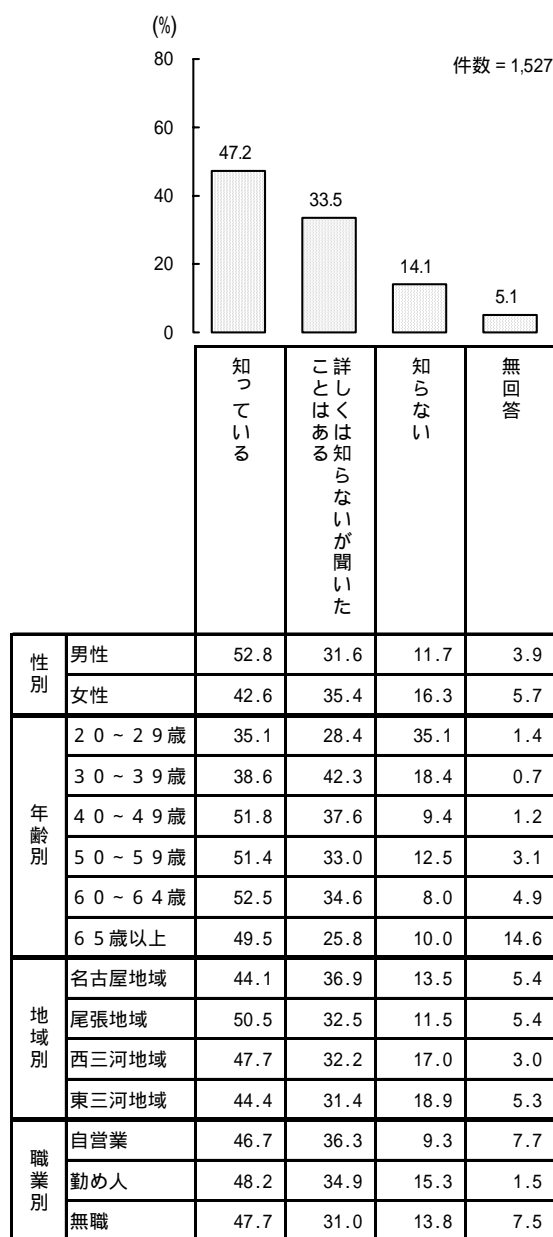 (%)
件数 = 1,527
80
60
40
20
0
47.2
33.5
14.1
5.1
知っている
詳しくは知らないが聞いた
ことはある
知らない
無回答
性別
男性 52.8 31.6 11.7 3.9
女性 42.6 35.4 16.3 5.7
年齢別
２０～２９歳 35.1 28.4 35.1 1.4
３０～３９歳 38.6 42.3 18.4 0.7
４０～４９歳 51.8 37.6 9.4 1.2
５０～５９歳 51.4 33.0 12.5 3.1
６０～６４歳 52.5 34.6 8.0 4.9
６５歳以上 49.5 25.8 10.0 14.6
地域別
名古屋地域 44.1 36.9 13.5 5.4
尾張地域 50.5 32.5 11.5 5.4
西三河地域 47.7 32.2 17.0 3.0
東三河地域 44.4 31.4 18.9 5.3
職業別
自営業 46.7 36.3 9.3 7.7
勤め人 48.2 34.9 15.3 1.5
無職 47.7 31.0 13.8 7.5